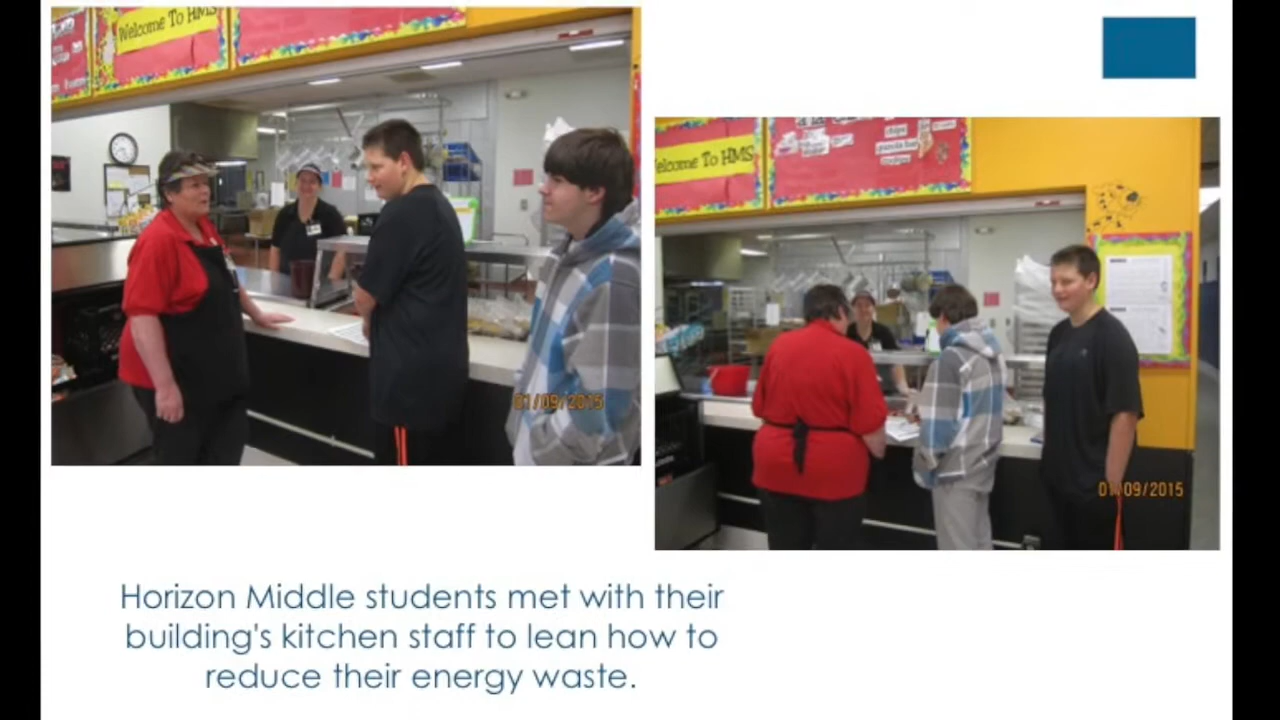 Welcome To HMS
01/09/2015
Welcome To HMS
chips
01/09/2015
Horizon Middle students met with their
building's kitchen staff to lean how to
reduce their energy waste.